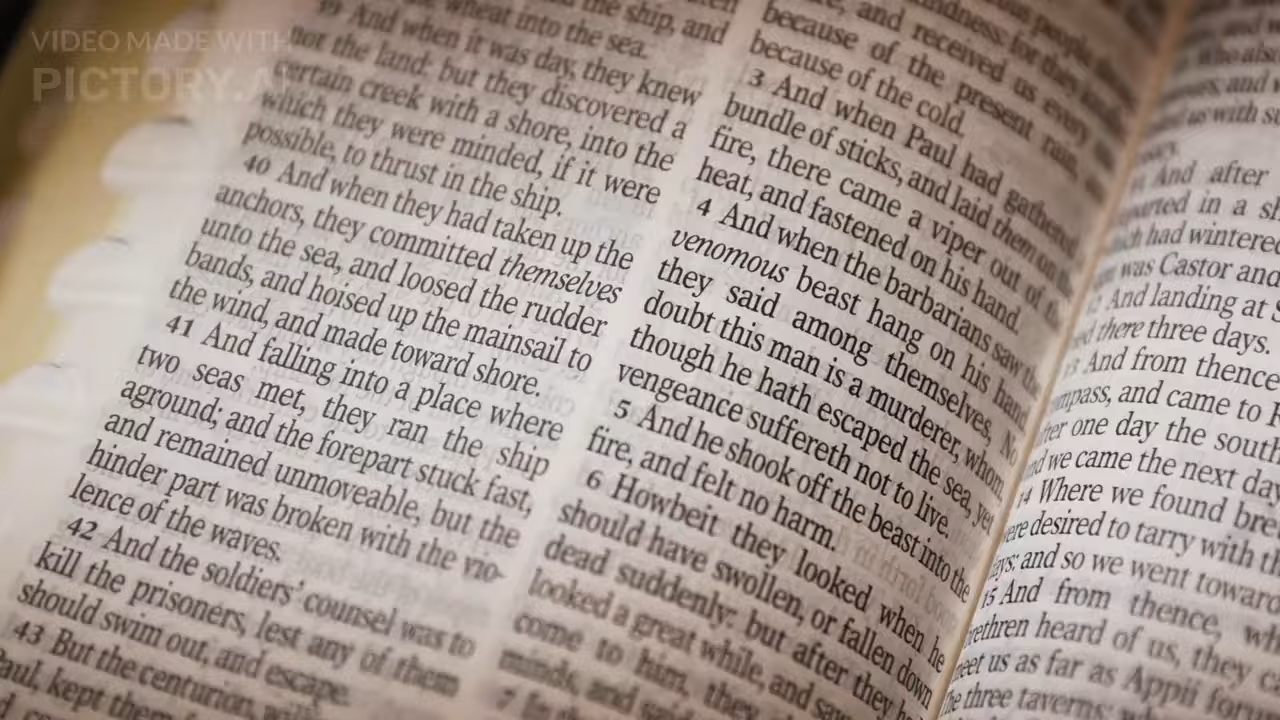 VIDEO MADE WITH
PICTORY.A
wheat into the sea.
39 And when it was day, they knew
not the land: but they discovered a
certain creek with a shore, into the
which they were minded, if it were
possible, to thrust in the ship.
40 And when they had taken up the
anchors, they committed themselves
unto the sea, and loosed the rudder
bands, and hoised up the mainsail to
the wind, and made toward shore.
41 And falling into a place where
two seas met, they ran the ship
aground; and the forepart stuck fast,
and remained unmoveable, but the
hinder part was broken with the vio-
lence of the waves.
42 And the soldiers' counsel was to
kill the prisoners, lest any of them
should swim out, and escape.
43 But the centurion,
Paul, kept them
and received us every
because of the present rain,
because of the cold.
3 And when Paul had gathered
bundle of sticks, and laid them on the
fire, there came a viper out of
heat, and fastened on his hand.
4 And when the barbarians saw the
venomous beast hang on his hand
they said among themselves, No
doubt this man is a murderer, whom,
though he hath escaped the sea, yet
vengeance suffereth not to live.
5 And he shook off the beast into the
fire, and felt no harm.
6 Howbeit they looked when he
should have swollen, or fallen down
dead suddenly: but after they
looked a great while, and saw
come to him, they
minds, and said
7 In the
And after
in a
had wintered
was Castor and
And landing at
there three days.
And from thence
and came to
after one day the south
and we came the next day
14 Where we found
were desired to tarry with
days: and so we went toward
15 And from thence,
heard of us, they
meet us as far as Appii forum
The three taverns: